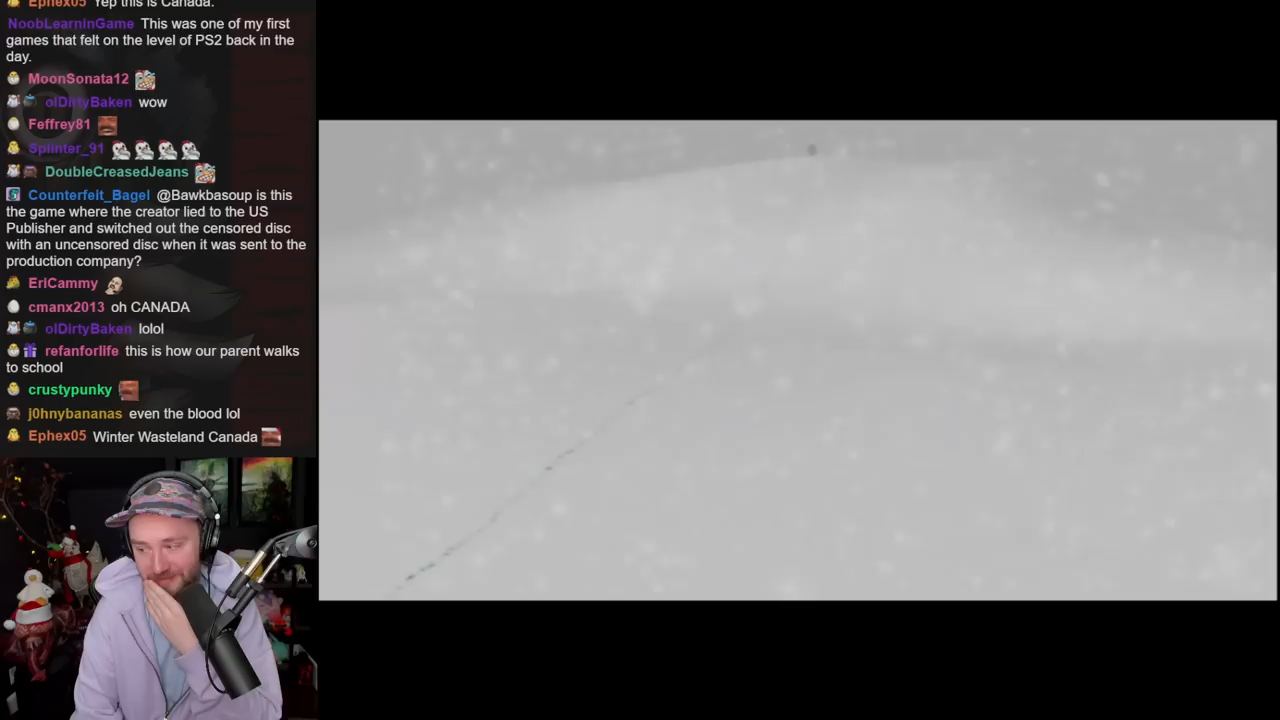 Ephex05 Yep this is Canada.
NoobLearninGame This was one of my first
games that felt on the level of PS2 back in the
day.
MoonSonata12
olDirtyBaken wow
Feffrey81
Splinter_91
DoubleCreasedJeans
Counterfeit_Bagel @Bawkbasoup is this
the game where the creator lied to the US
Publisher and switched out the censored disc
with an uncensored disc when it was sent to the
production company?
EriCammy
cmanx2013 oh CANADA
olDirtyBaken lolol
refanforlife this is how our parent walks
to school
crustypunky
j0hnybananas even the blood lol
Ephex05 Winter Wasteland Canada